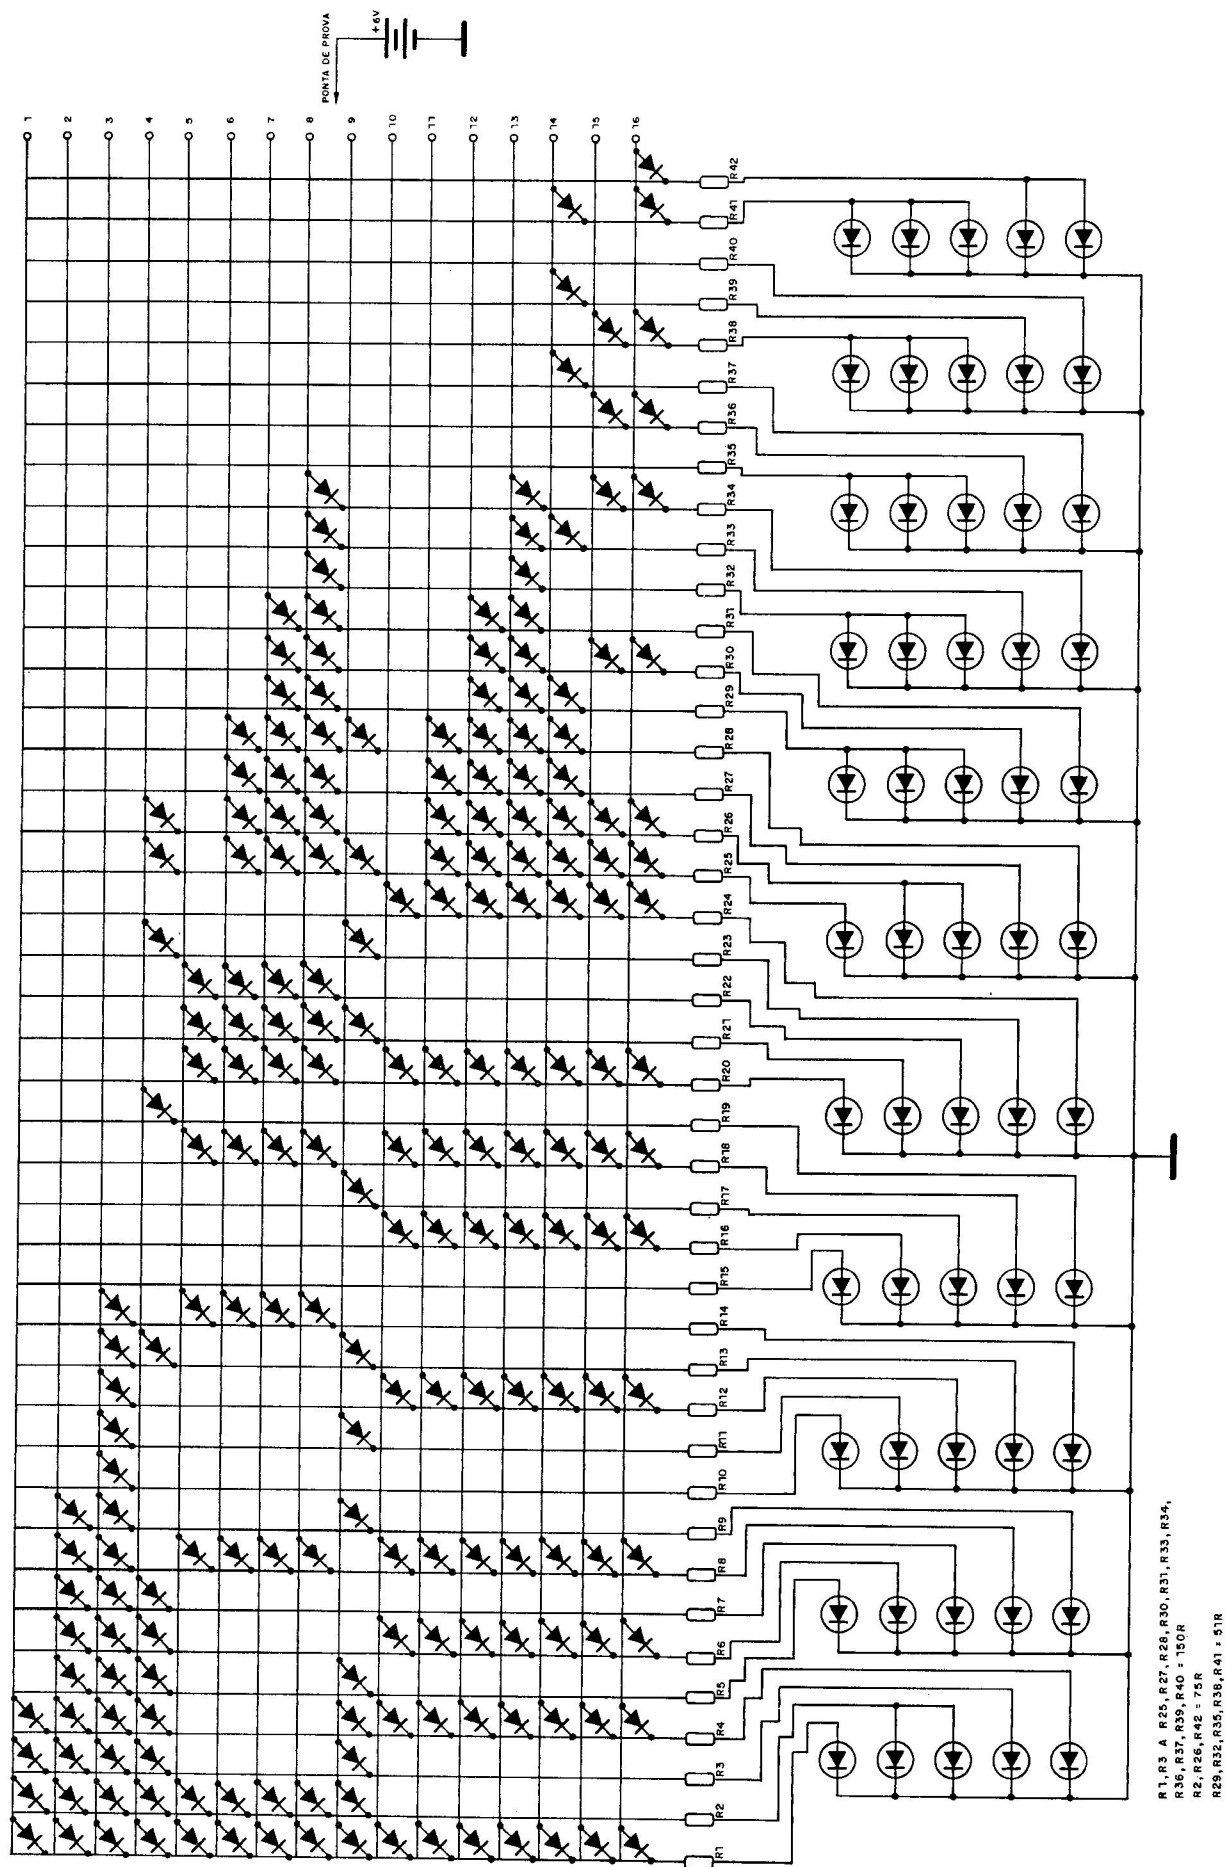 +6V
PONTA DE PROVA
1
2
3
4
5
6
7
8
9
10
11
12
13
14
15
16
R42
R41
R40
R39
R38
R37
R36
R35
R34
R33
R32
R31
R30
R29
R28
R27
R26
R25
R24
R23
R22
R21
R20
R19
R18
R17
R16
R15
R14
R13
R12
R11
R10
R9
R8
R7
R6
R5
R4
R3
R2
R1
R1, R3 A R25, R27, R28, R30, R31, R33, R34,
R36, R37, R39, R40 = 150R
R2, R26, R42 = 75R
R29, R32, R35, R38, R41 = 51R